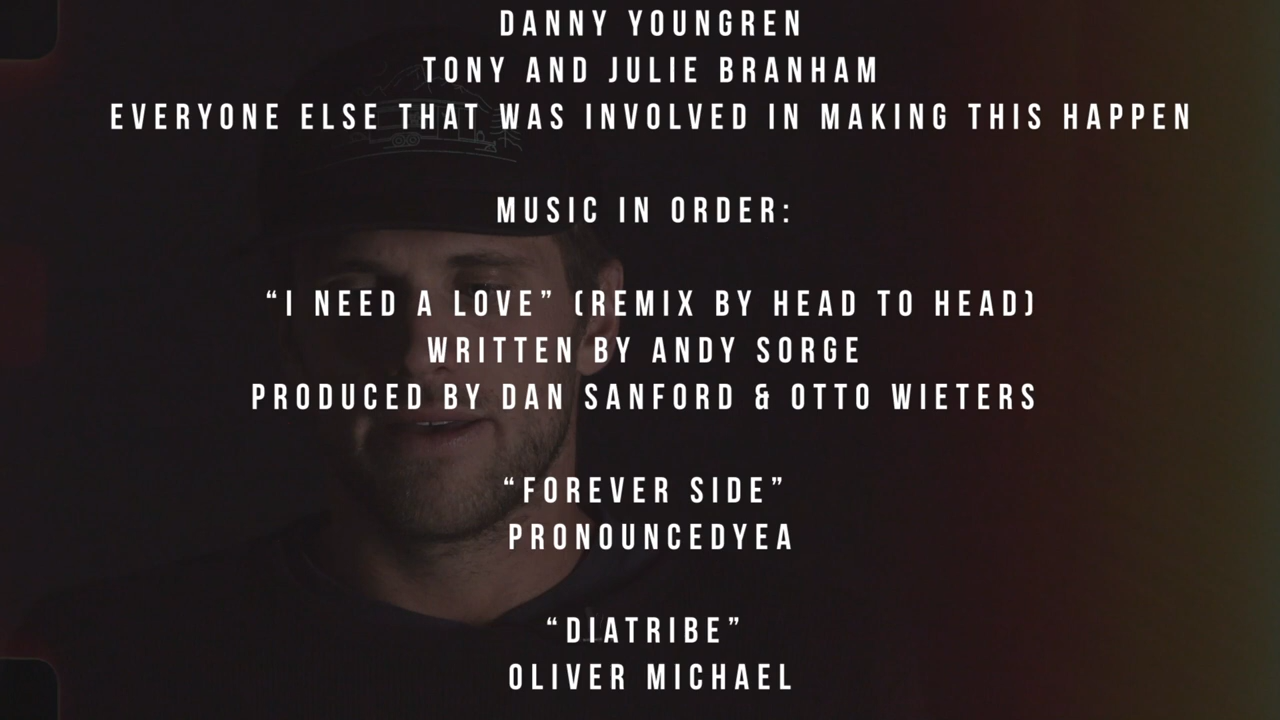 DANNY YOUNGREN
TONY AND JULIE BRANHAM
EVERYONE ELSE THAT WAS INVOLVED IN MAKING THIS HAPPEN
MUSIC IN ORDER:
“I NEED A LOVE” (REMIX BY HEAD TO HEAD)
WRITTEN BY ANDY SORGE
PRODUCED BY DAN SANFORD & OTTO WIETERS
“FOREVER SIDE”
PRONOUNCEDYEA
“DIATRIBE”
OLIVER MICHAEL